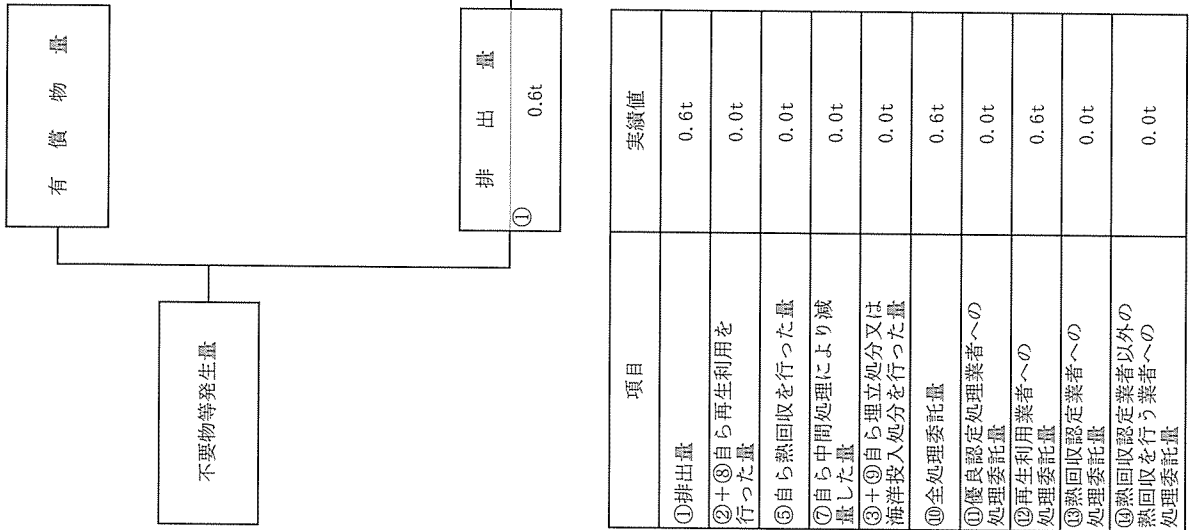 有償物量
不要物等発生量
排出量
①
0.6t
項目 実績値
①排出量 0.6t
②+⑧自ら再生利用を
行った量 0.0t
⑤自ら熱回収を行った量 0.0t
⑦自ら中間処理により減
量した量 0.0t
③+⑨自ら埋立処分又は
海洋投入処分を行った量 0.0t
⑩全処理委託量 0.6t
⑪優良認定処理業者への
処理委託量 0.0t
⑫再生利用業者への
処理委託量 0.6t
⑬熱回収認定業者への
処理委託量 0.0t
⑭熱回収認定業者以外の
熱回収を行う業者への
処理委託量 0.0t